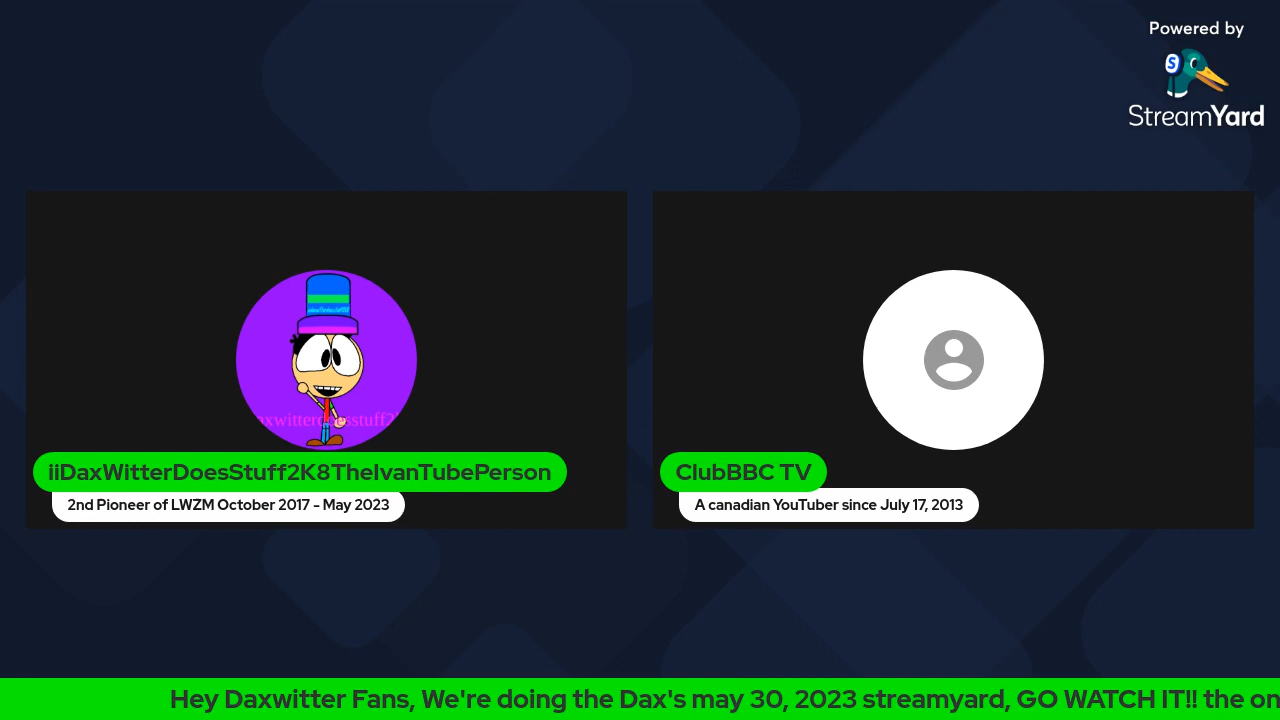 Powered by
StreamYard
iiDaxWitterDoesStuff2K8TheIvanTubePerson
2nd Pioneer of LWZM October 2017 - May 2023
ClubBBC TV
A canadian YouTuber since July 17, 2013
Hey Daxwitter Fans, We're doing the Dax's may 30, 2023 streamyard, GO WATCH IT!! the on